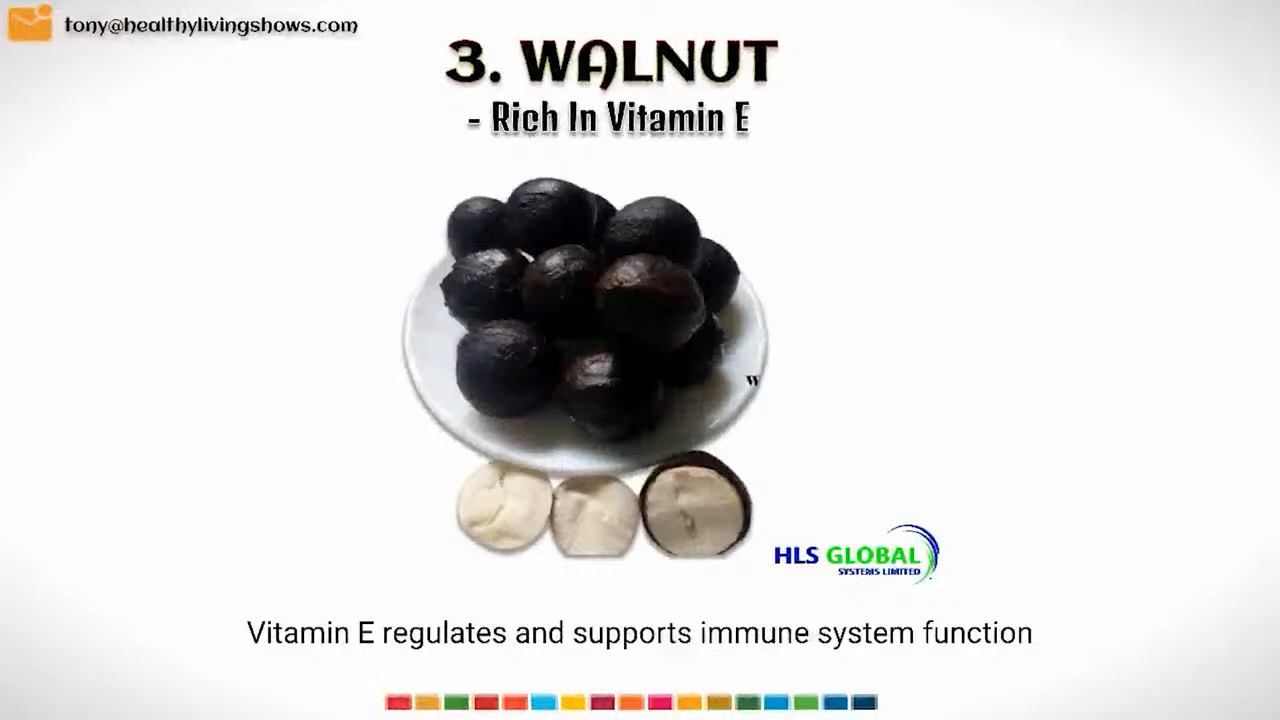 tony@healthylivingshows.com
3. WALNUT
- Rich In Vitamin E
W
HLS GLOBAL
SYSTEMS LIMITED
Vitamin E regulates and supports immune system function